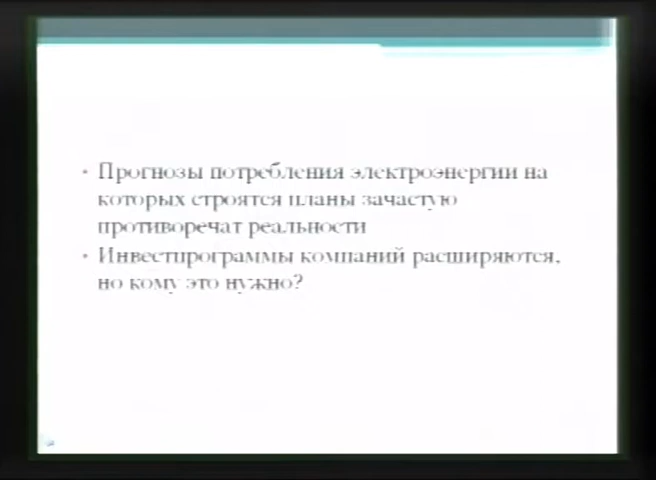 • Прогнозы потребления электроэнергии на
которых строятся планы зачастую
противоречат реальности
• Инвестпрограммы компаний расширяются,
но кому это нужно?